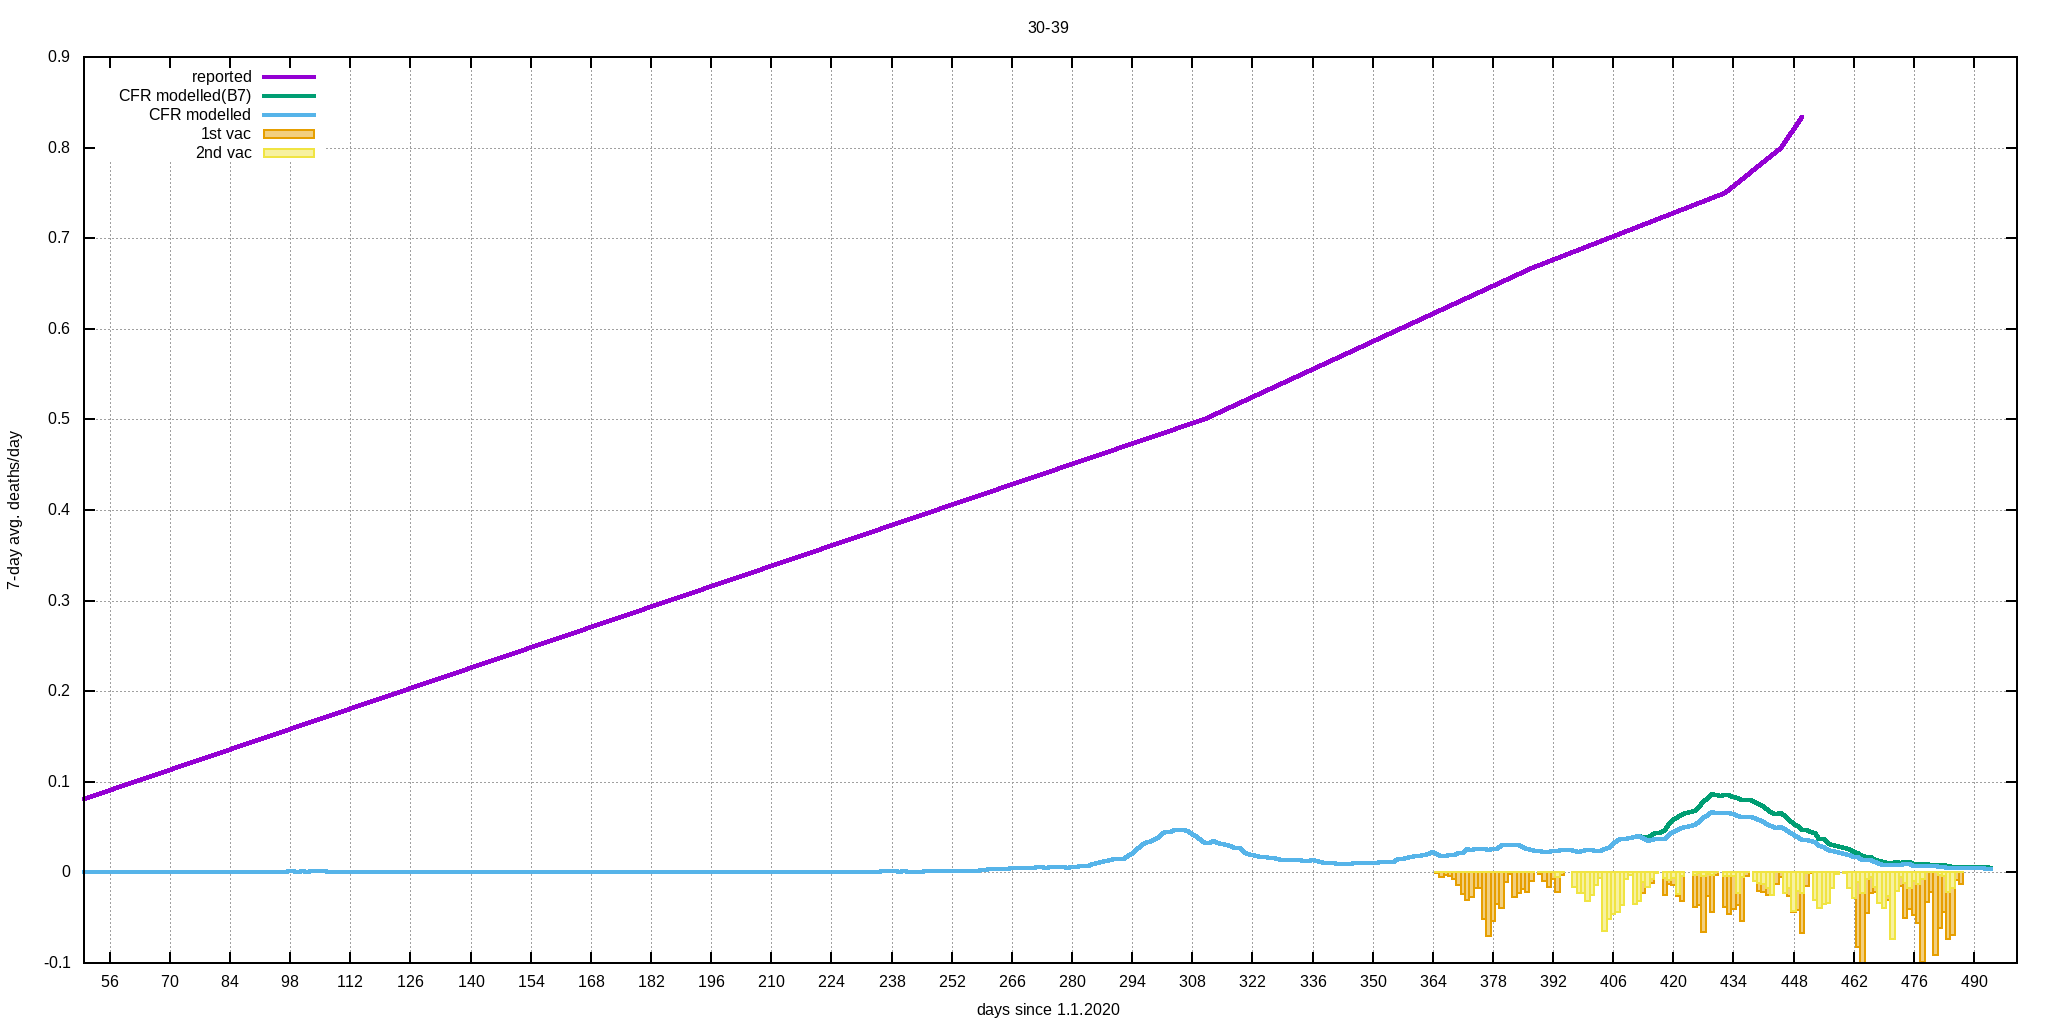 30-39
0.9
0.8
0.7
0.6
0.5
0.4
0.3
0.2
0.1
0
-0.1
7-day avg. deaths/day
reported
CFR modelled(B7)
CFR modelled
1st vac
2nd vac
56 70 84 98 112 126 140 154 168 182 196 210 224 238 252 266 280 294 308 322 336 350 364 378 392 406 420 434 448 462 476 490
days since 1.1.2020